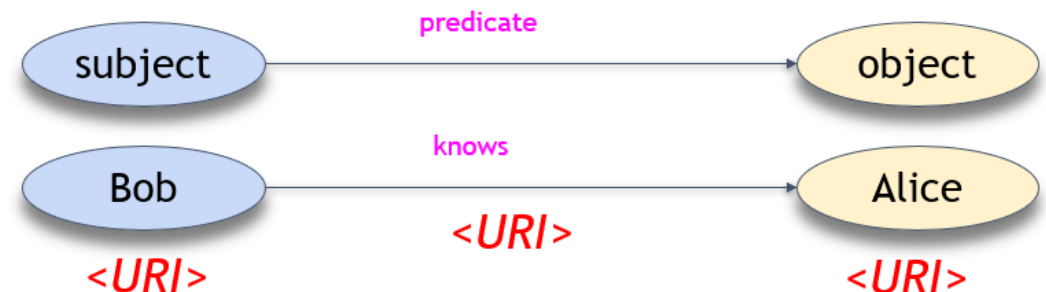 predicate
subject
object
knows
Bob
Alice
<URI>
<URI>
<URI>